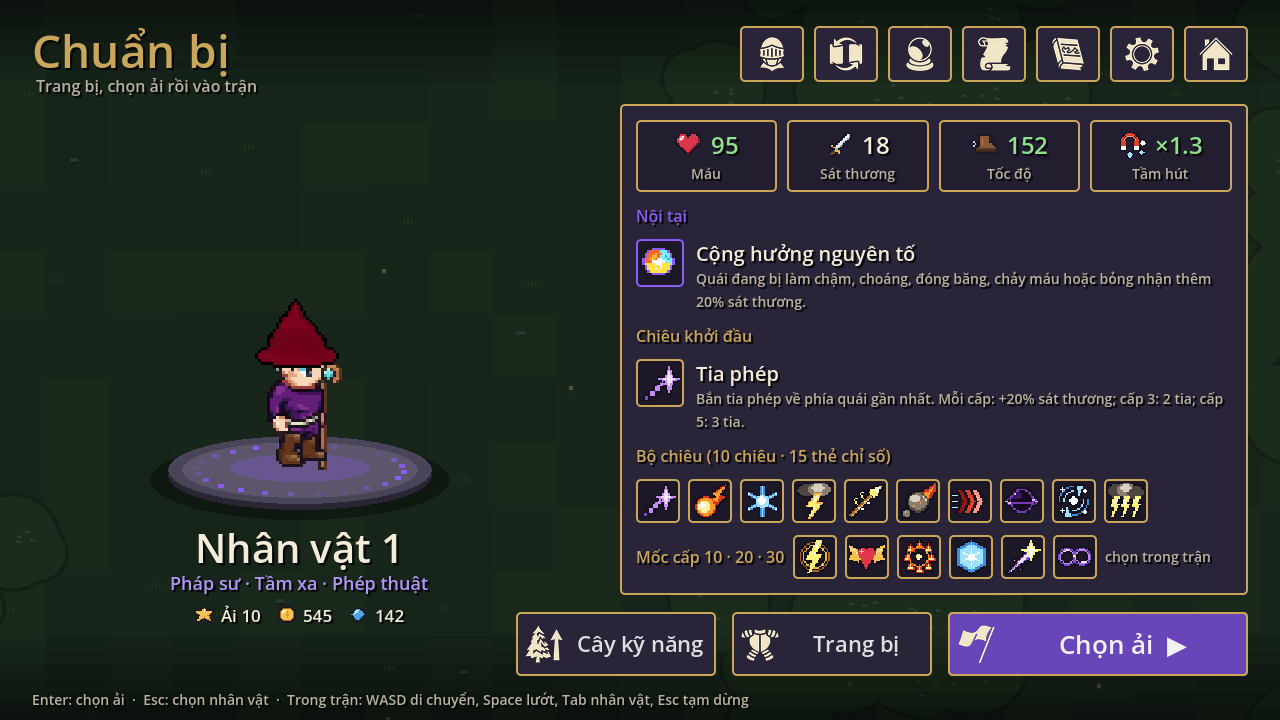 Chuẩn bị
Trang bị, chọn ải rồi vào trận
95
Máu
18
Sát thương
152
Tốc độ
×1.3
Tầm hút
Nội tại
Cộng hưởng nguyên tố
Quái đang bị làm chậm, choáng, đóng băng, chảy máu hoặc bỏng nhận thêm
20% sát thương.
Chiêu khởi đầu
Tia phép
Bắn tia phép về phía quái gần nhất. Mỗi cấp: +20% sát thương; cấp 3: 2 tia; cấp
5: 3 tia.
Bộ chiêu (10 chiêu · 15 thẻ chỉ số)
Mốc cấp 10 · 20 · 30
chọn trong trận
Nhân vật 1
Pháp sư · Tầm xa · Phép thuật
Ải 10 545 142
Cây kỹ năng
Trang bị
Chọn ải ▶
Enter: chọn ải · Esc: chọn nhân vật · Trong trận: WASD di chuyển, Space lướt, Tab nhân vật, Esc tạm dừng